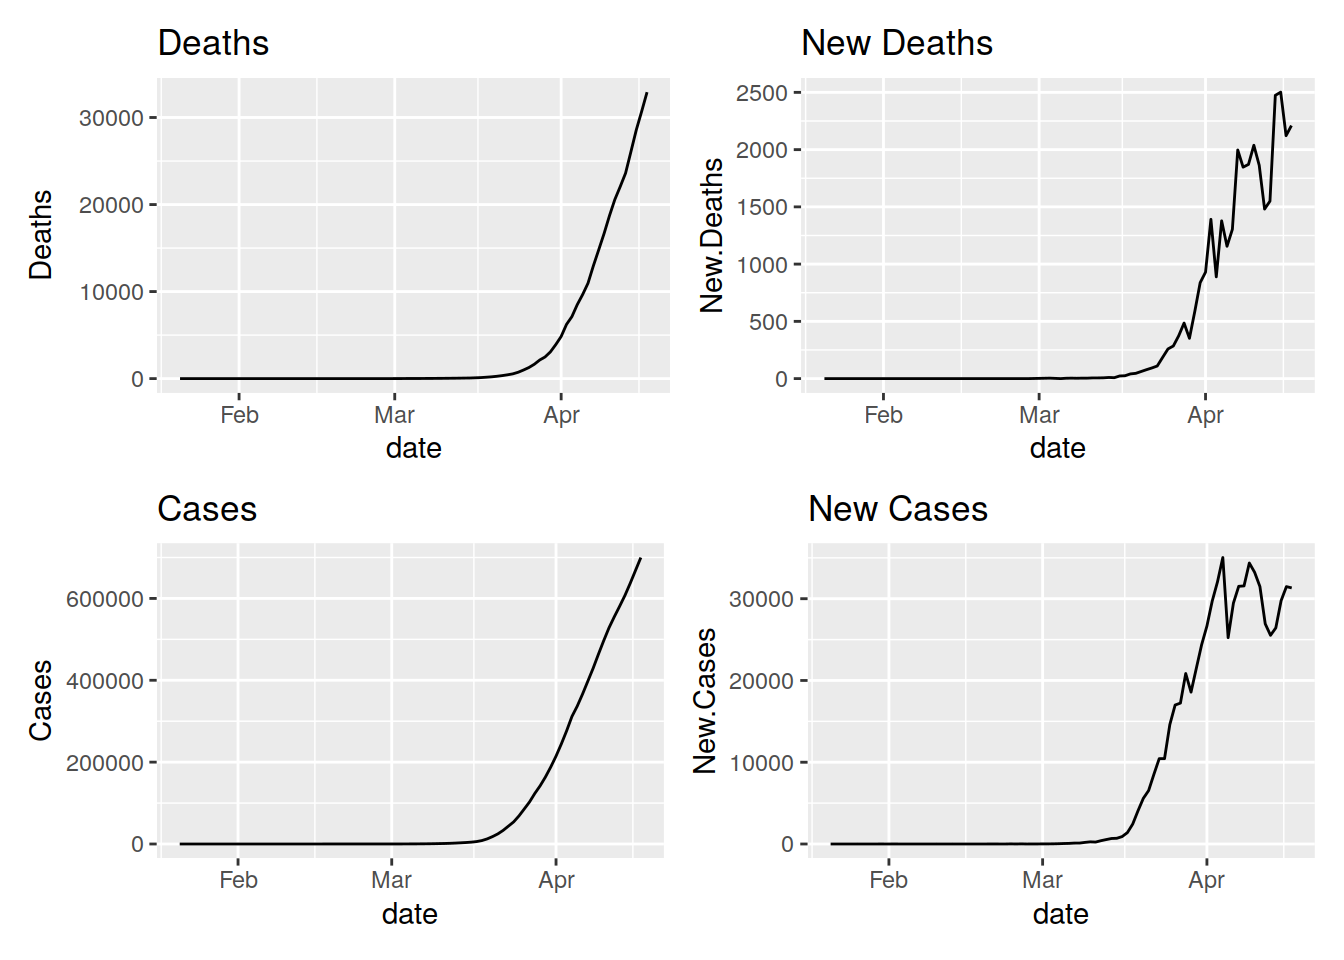 Deaths
Deaths
30000
20000
10000
0
Feb Mar Apr
date
New Deaths
New.Deaths
2500
2000
1500
1000
500
0
Feb Mar Apr
date
Cases
Cases
600000
400000
200000
0
Feb Mar Apr
date
New Cases
New.Cases
30000
20000
10000
0
Feb Mar Apr
date